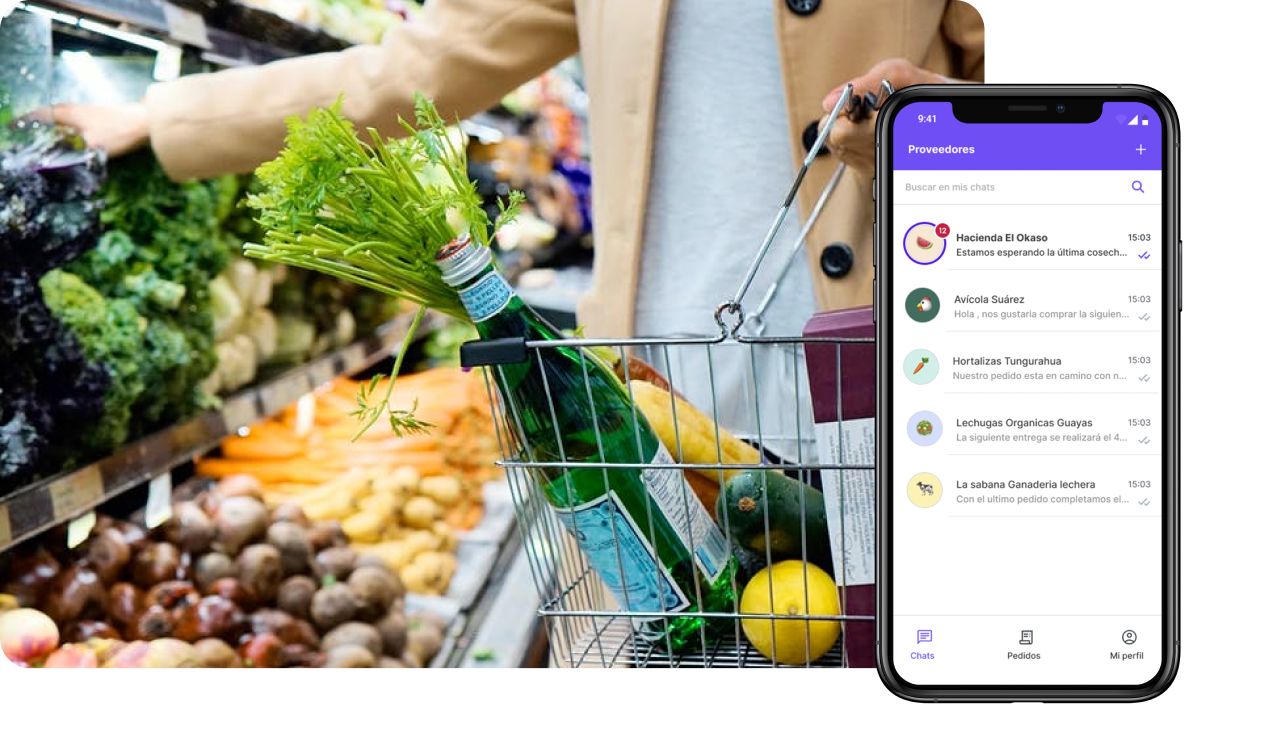 9:41
Proveedores
Buscar en mis chats
12
Hacienda El Okaso
15:03
Estamos esperando la última cosech...
Avícola Suárez
15:03
Hola , nos gustaria comprar la siguien...
Hortalizas Tungurahua
15:03
Nuestro pedido esta en camino con n...
Lechugas Organicas Guayas
15:03
La siguiente entrega se realizará el 4...
La sabana Ganaderia lechera
15:03
Con el ultimo pedido completamos el...
Chats
Pedidos
Mi perfil